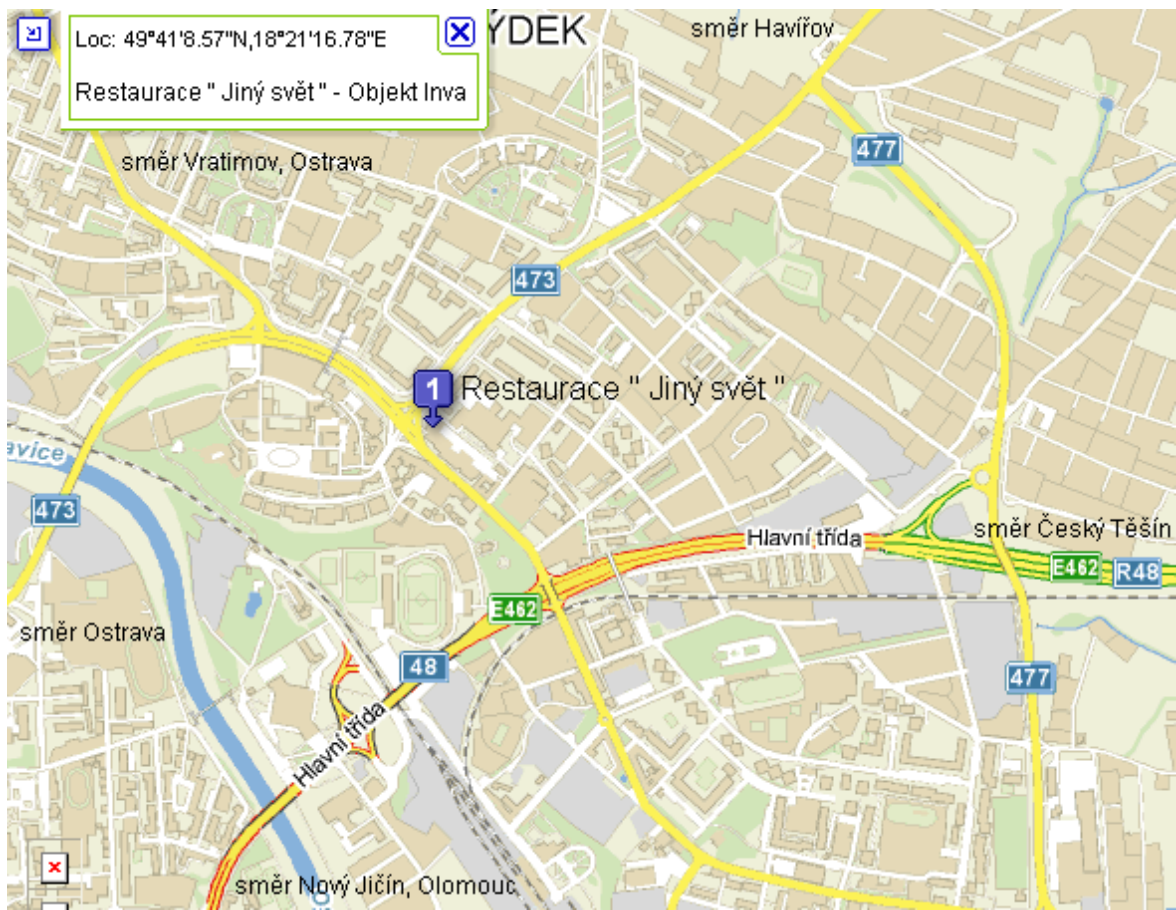 Loc: 49°41'8.57"N,18°21'16.78"E
ÝDEK
směr Havířov
Restaurace " Jiný svět " - Objekt Inva
477
směr Vratimov, Ostrava
473
1 Restaurace " Jiný svět "
avice
473
Hlavní třída
směr Český Těšín
E462
R48
E462
směr Ostrava
48
477
Hlavní třída
směr Nový Jičín, Olomouc